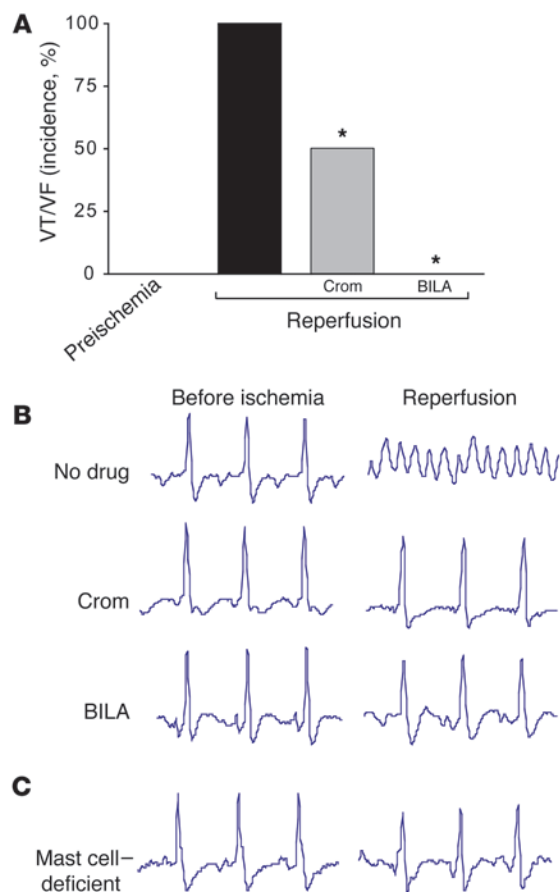 A
VT/VF (incidence, %)
100
75
50
25
0
*
*
Preischemia
Crom
BILA
Reperfusion
B
Before ischemia
Reperfusion
No drug
Crom
BILA
C
Mast cell–
deficient